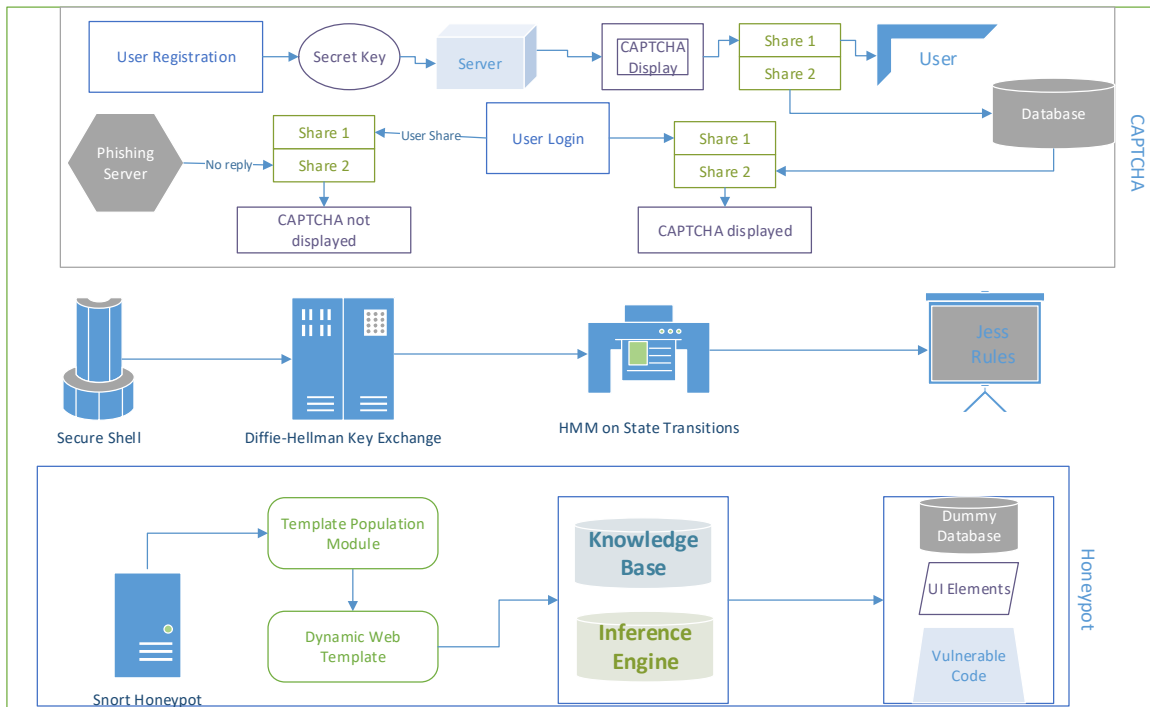 User Registration
Secret Key
Server
CAPTCHA
Display
Share 1
Share 2
User
Database
CAPTCHA
Phishing
Server
No reply
Share 1
Share 2
User Share
User Login
Share 1
Share 2
CAPTCHA not
displayed
CAPTCHA displayed
Secure Shell
Diffie-Hellman Key Exchange
HMM on State Transitions
Jess
Rules
Snort Honeypot
Template Population
Module
Dynamic Web
Template
Knowledge
Base
Inference
Engine
Dummy
Database
UI Elements
Vulnerable
Code
Honeypot